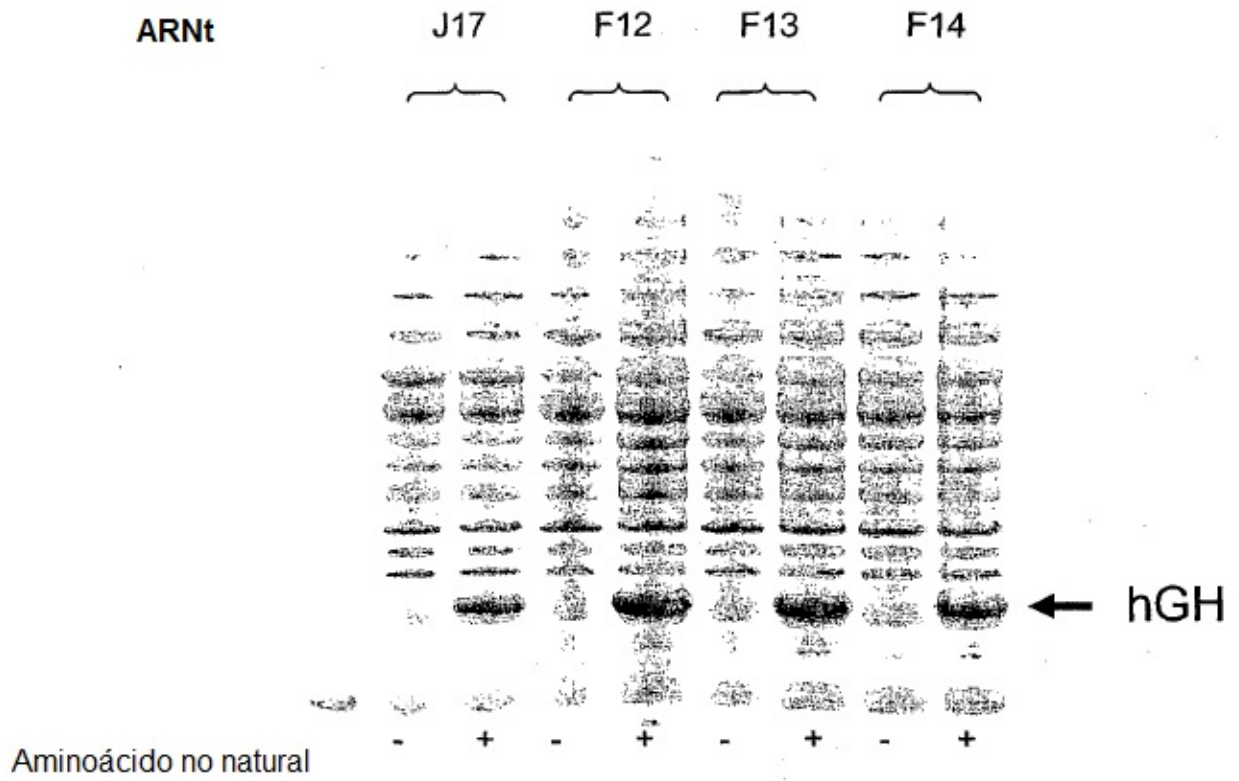 ARNt J17 F12 F13 F14
hGH
- + - + - + - +
Aminoácido no natural